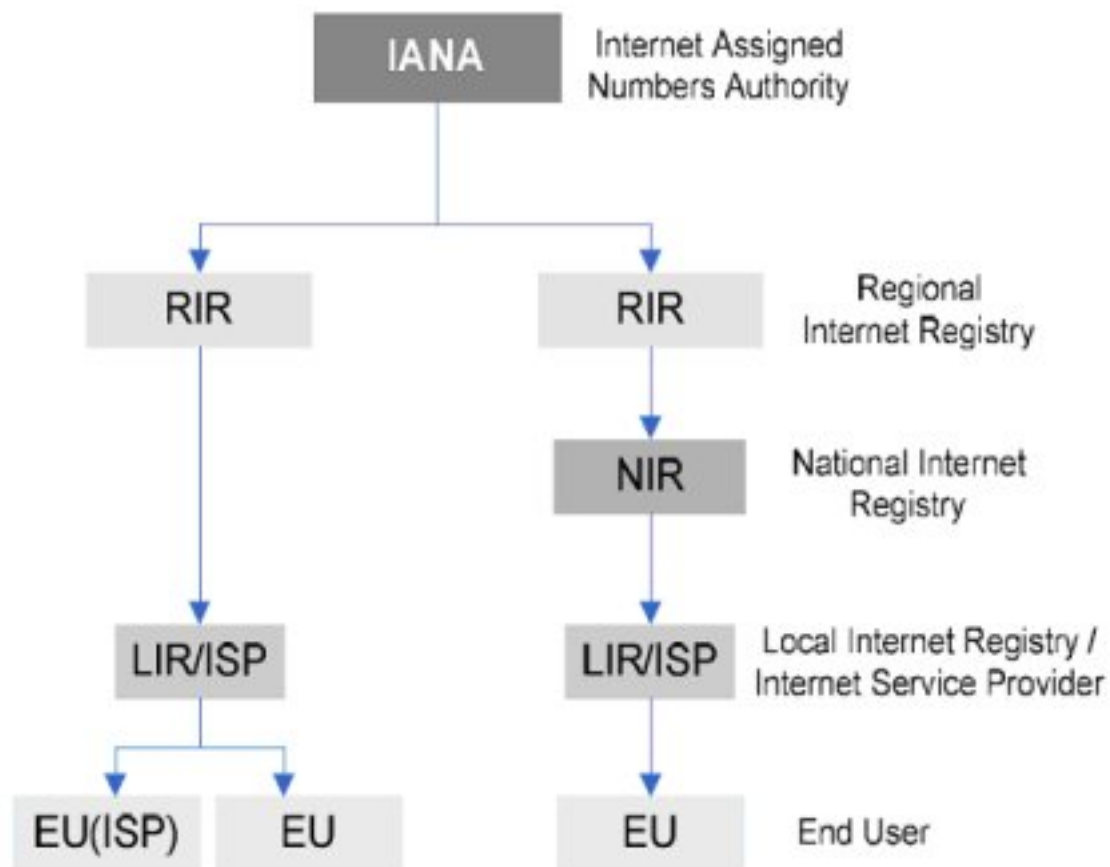 IANA
Internet Assigned
Numbers Authority
RIR
RIR
Regional
Internet Registry
NIR
National Internet
Registry
LIR/ISP
LIR/ISP
Local Internet Registry /
Internet Service Provider
EU(ISP)
EU
EU
End User